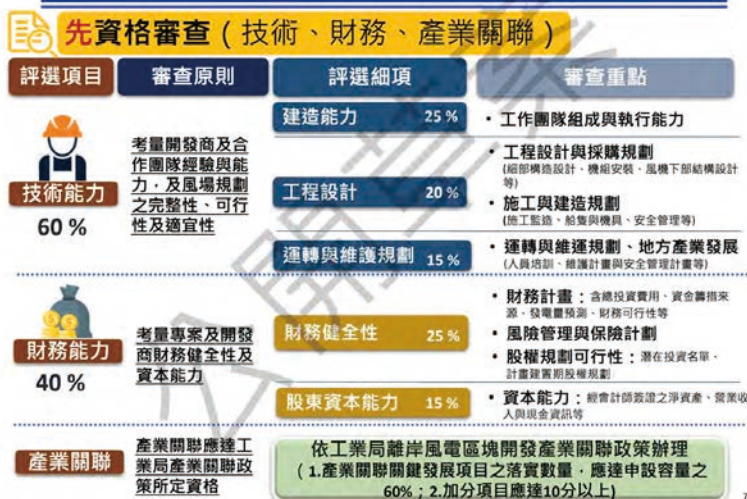 先資格審查（技術、財務、產業關聯）
評選項目
審查原則
評選細項
審查重點
技術能力
60 %
考量開發商及合
作團隊經驗與能
力，及風場規劃
之完整性、可行
性及適宜性
建造能力 25 %
• 工作團隊組成與執行能力
工程設計 20 %
• 工程設計與採購規劃
(細部構造設計、機組安裝、風機下部結構設計
等)
• 施工與建造規劃
(施工監造、船隻與機具、安全管理等)
運轉與維護規劃 15 %
• 運轉與維運規劃、地方產業發展
(人員培訓、維護計畫與安全管理計畫等)
財務能力
40 %
考量專案及開發
商財務健全性及
資本能力
財務健全性 25 %
• 財務計畫：含總投資費用、資金籌措來
源、發電量預測、財務可行性等
• 風險管理與保險計劃
• 股權規劃可行性：潛在投資名單、
計畫建置期股權規劃
股東資本能力 15 %
• 資本能力：經會計師簽證之淨資產、營業收
入與現金資訊等
產業關聯
產業關聯應達工
業局產業關聯政
策所定資格
依工業局離岸風電區塊開發產業關聯政策辦理
（1.產業關聯關鍵發展項目之落實數量，應達申設容量之
60%；2.加分項目應達10分以上)
7
公開